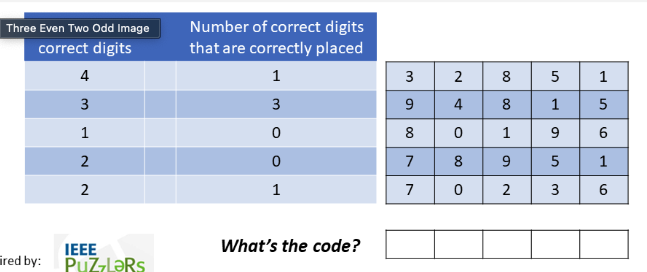 Three Even Two Odd Image
correct digits
Number of correct digits
that are correctly placed
4 1 3 2 8 5 1
3 3 9 4 8 1 5
1 0 8 0 1 9 6
2 0 7 8 9 5 1
2 1 7 0 2 3 6
What's the code?
ired by:
IEEE
PuZzLəRs